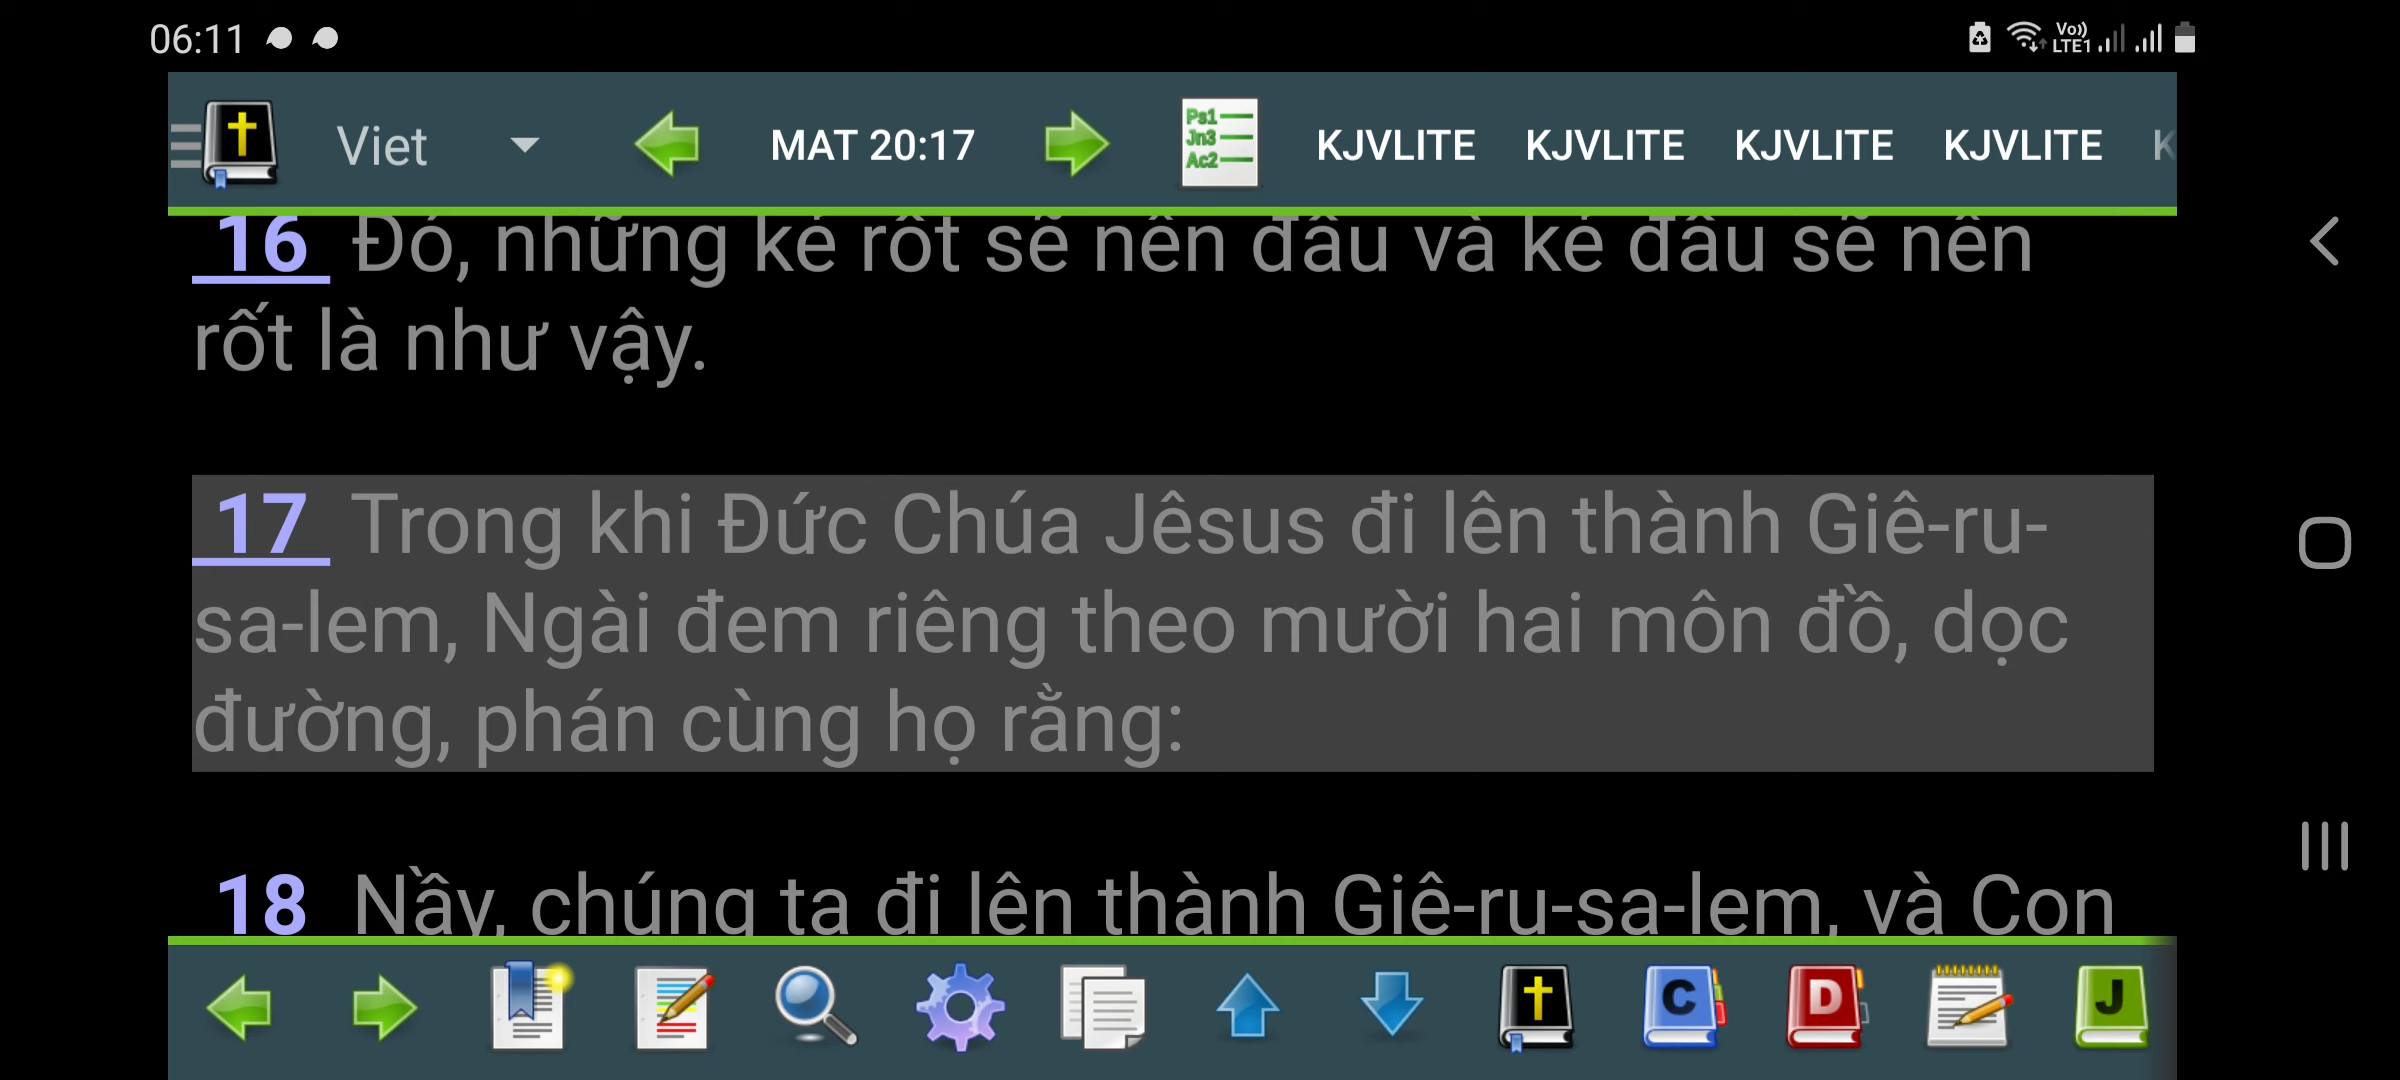 06:11
Vo)) LTE1
Viet
MAT 20:17
Ps1
Jn3
Ac2
KJVLITE KJVLITE KJVLITE KJVLITE K
16 Đó, những kẻ rốt sẽ nên đầu và kẻ đầu sẽ nên
rốt là như vậy.
17 Trong khi Đức Chúa Jêsus đi lên thành Giê-ru-
sa-lem, Ngài đem riêng theo mười hai môn đồ, dọc
đường, phán cùng họ rằng:
18 Nầy, chúng ta đi lên thành Giê-ru-sa-lem, và Con
C
D
J